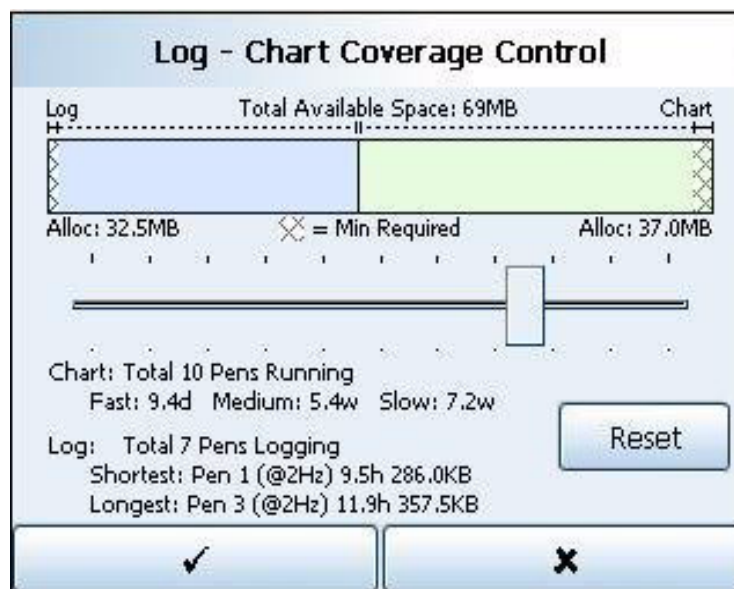 Log - Chart Coverage Control
Log Total Available Space: 69MB Chart
Alloc: 32.5MB = Min Required Alloc: 37.0MB
Chart: Total 10 Pens Running
Fast: 9.4d Medium: 5.4w Slow: 7.2w
Log: Total 7 Pens Logging
Shortest: Pen 1 (@2Hz) 9.5h 286.0KB
Longest: Pen 3 (@2Hz) 11.9h 357.5KB
Reset